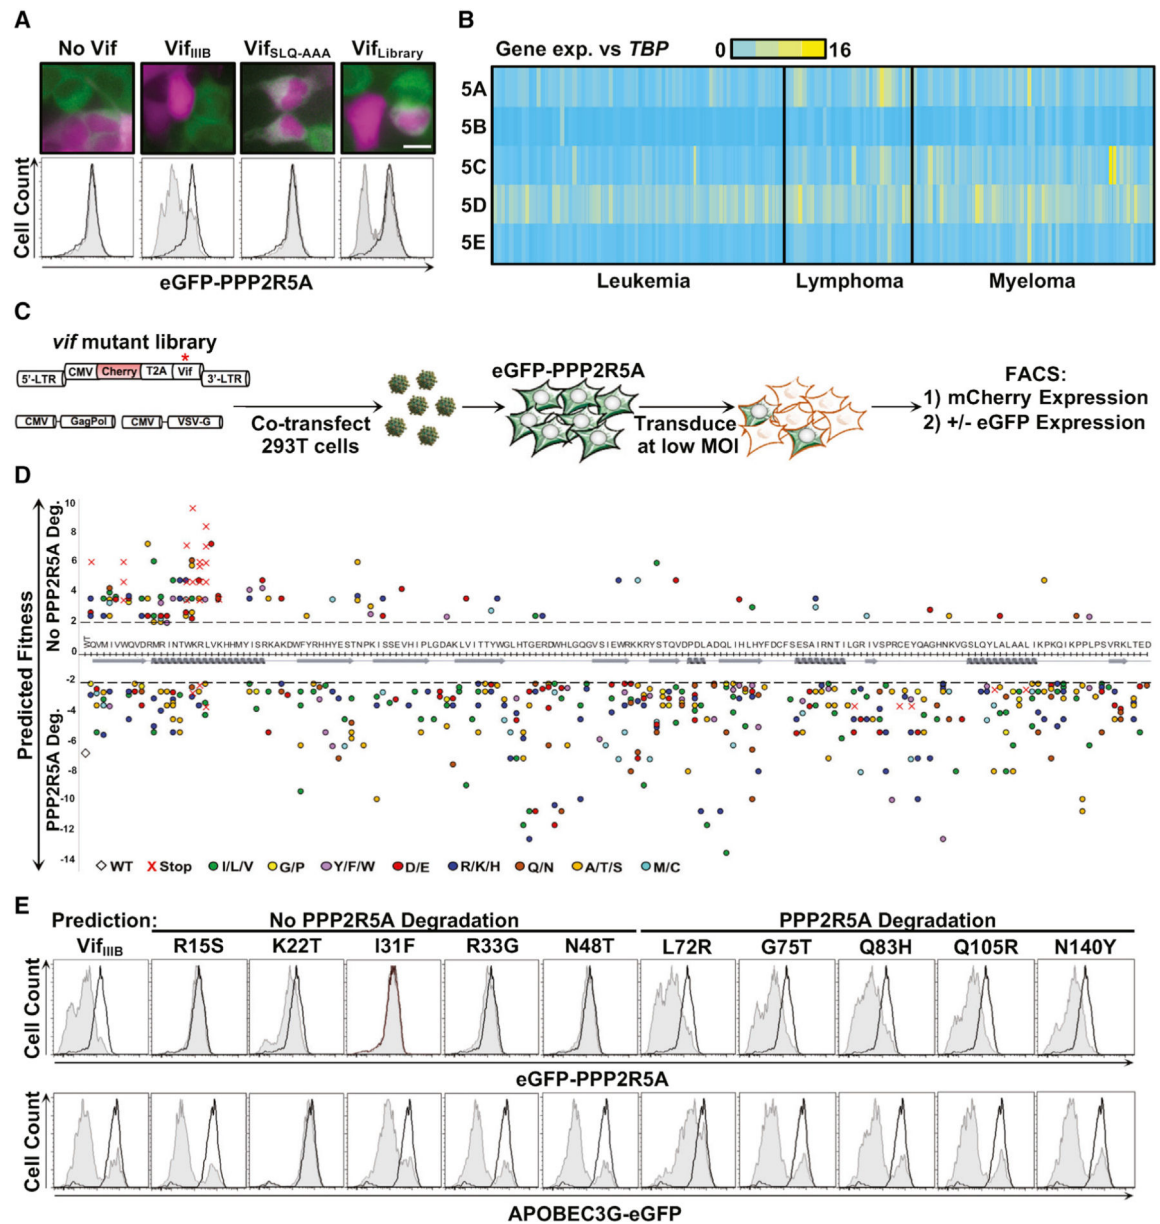 A
No Vif
VifIIIB
VifSLQ-AAA
VifLibrary
Cell Count
eGFP-PPP2R5A
B
Gene exp. vs TBP
0
16
5A
5B
5C
5D
5E
Leukemia
Lymphoma
Myeloma
C
vif mutant library
*
5'-LTR
CMV
Cherry
T2A
Vif
3'-LTR
CMV
GagPol
CMV
VSV-G
Co-transfect
293T cells
eGFP-PPP2R5A
Transduce
at low MOI
FACS:
1) mCherry Expression
2) +/- eGFP Expression
D
Predicted Fitness
No PPP2R5A Deg.
PPP2R5A Deg.
10
8
6
4
2
0
-2
-4
-6
-8
-10
-12
-14
WT
◇ WT
X Stop
I/L/V
G/P
Y/F/W
D/E
R/K/H
Q/N
A/T/S
M/C
E
Prediction:
No PPP2R5A Degradation
PPP2R5A Degradation
VifIIIB
R15S
K22T
I31F
R33G
N48T
L72R
G75T
Q83H
Q105R
N140Y
Cell Count
eGFP-PPP2R5A
Cell Count
APOBEC3G-eGFP